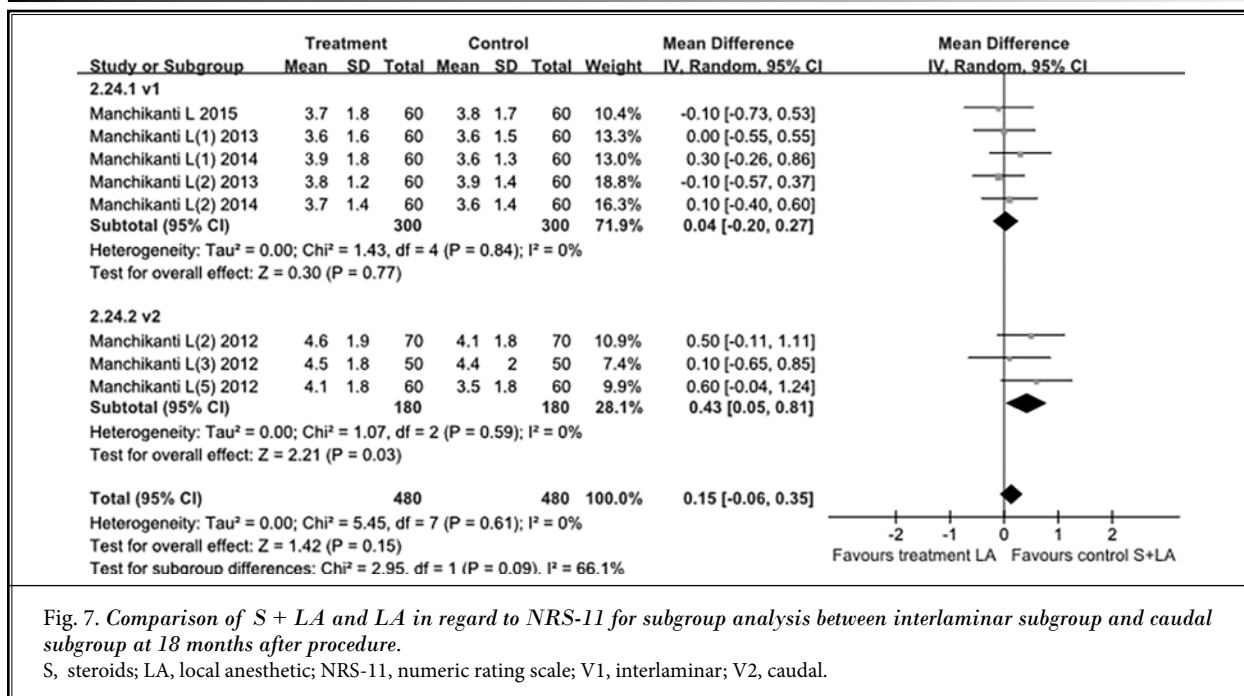 Treatment Control Mean Difference Mean Difference
Study or Subgroup Mean SD Total Mean SD Total Weight IV, Random, 95% CI IV, Random, 95% CI
2.24.1 v1
Manchikanti L 2015 3.7 1.8 60 3.8 1.7 60 10.4% -0.10 [-0.73, 0.53]
Manchikanti L(1) 2013 3.6 1.6 60 3.6 1.5 60 13.3% 0.00 [-0.55, 0.55]
Manchikanti L(1) 2014 3.9 1.8 60 3.6 1.3 60 13.0% 0.30 [-0.26, 0.86]
Manchikanti L(2) 2013 3.8 1.2 60 3.9 1.4 60 18.8% -0.10 [-0.57, 0.37]
Manchikanti L(2) 2014 3.7 1.4 60 3.6 1.4 60 16.3% 0.10 [-0.40, 0.60]
Subtotal (95% CI) 300 300 71.9% 0.04 [-0.20, 0.27]
Heterogeneity: Tau² = 0.00; Chi² = 1.43, df = 4 (P = 0.84); I² = 0%
Test for overall effect: Z = 0.30 (P = 0.77)
2.24.2 v2
Manchikanti L(2) 2012 4.6 1.9 70 4.1 1.8 70 10.9% 0.50 [-0.11, 1.11]
Manchikanti L(3) 2012 4.5 1.8 50 4.4 2 50 7.4% 0.10 [-0.65, 0.85]
Manchikanti L(5) 2012 4.1 1.8 60 3.5 1.8 60 9.9% 0.60 [-0.04, 1.24]
Subtotal (95% CI) 180 180 28.1% 0.43 [0.05, 0.81]
Heterogeneity: Tau² = 0.00; Chi² = 1.07, df = 2 (P = 0.59); I² = 0%
Test for overall effect: Z = 2.21 (P = 0.03)
Total (95% CI) 480 480 100.0% 0.15 [-0.06, 0.35]
Heterogeneity: Tau² = 0.00; Chi² = 5.45, df = 7 (P = 0.61); I² = 0%
Test for overall effect: Z = 1.42 (P = 0.15)
Test for subgroup differences: Chi² = 2.95, df = 1 (P = 0.09), I² = 66.1%
-2 -1 0 1 2
Favours treatment LA Favours control S+LA
Fig. 7. Comparison of S + LA and LA in regard to NRS-11 for subgroup analysis between interlaminar subgroup and caudal
subgroup at 18 months after procedure.
S, steroids; LA, local anesthetic; NRS-11, numeric rating scale; V1, interlaminar; V2, caudal.